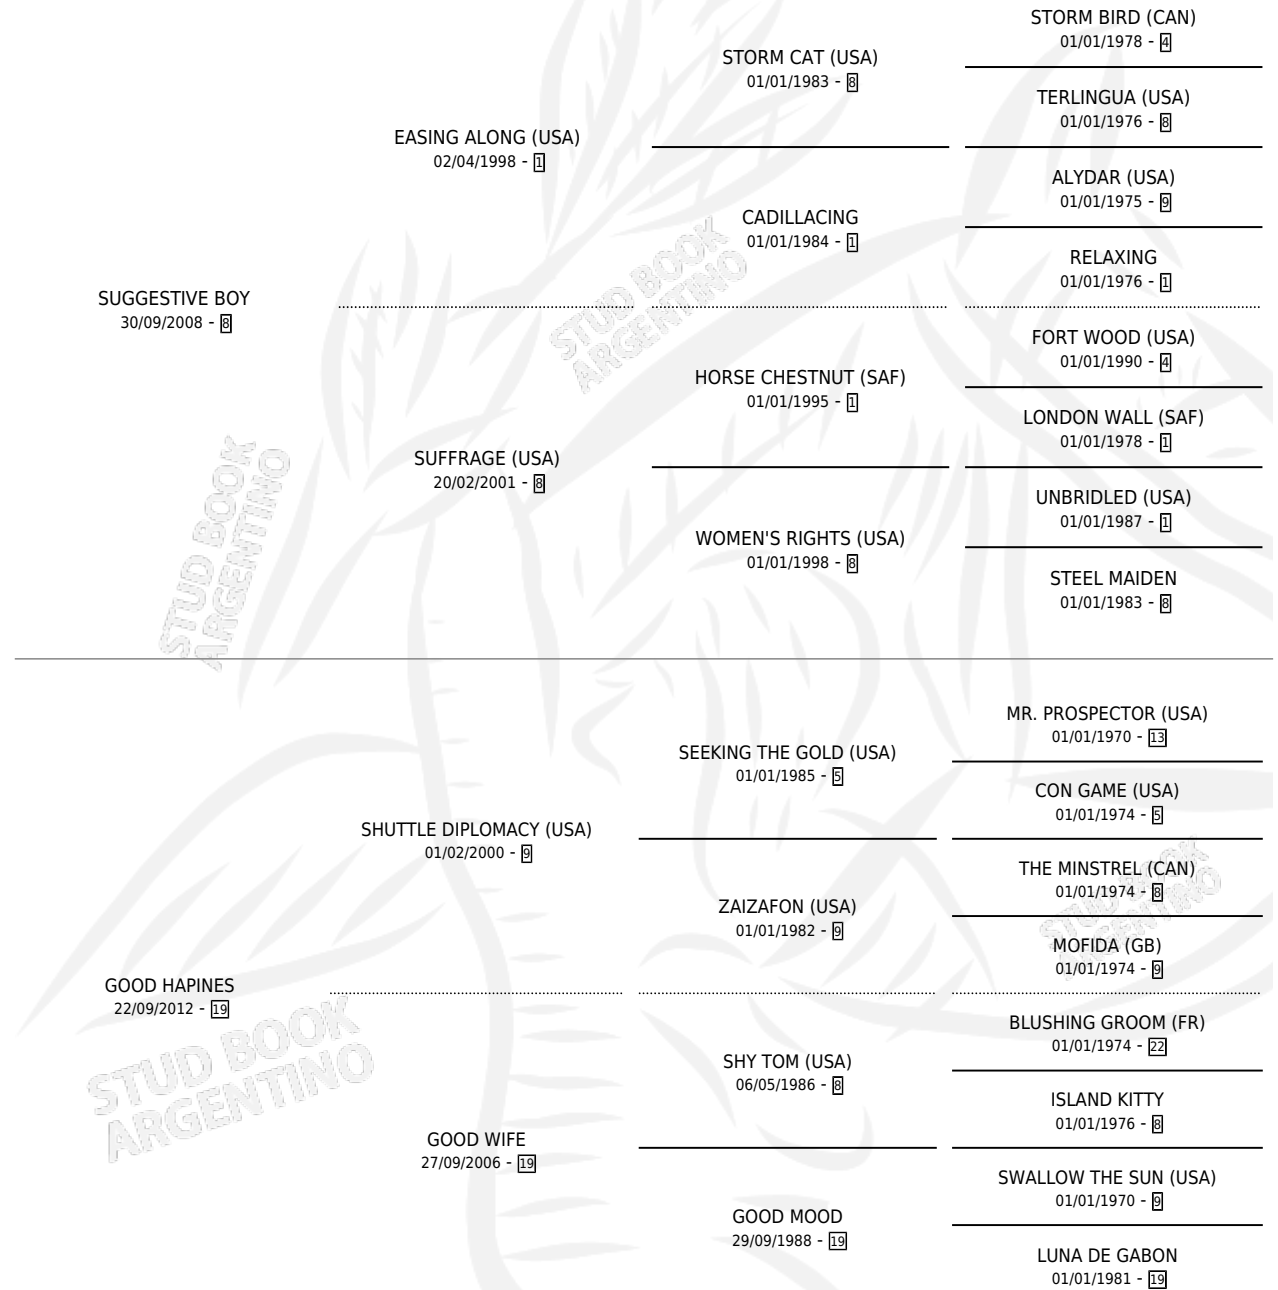 STORM BIRD (CAN)
01/01/1978 - 4
STORM CAT (USA)
01/01/1983 - 8
TERLINGUA (USA)
01/01/1976 - 8
EASING ALONG (USA)
02/04/1998 - 1
ALYDAR (USA)
01/01/1975 - 9
CADILLACING
01/01/1984 - 1
RELAXING
01/01/1976 - 1
SUGGESTIVE BOY
30/09/2008 - 8
FORT WOOD (USA)
01/01/1990 - 4
HORSE CHESTNUT (SAF)
01/01/1995 - 1
LONDON WALL (SAF)
01/01/1978 - 1
SUFFRAGE (USA)
20/02/2001 - 8
UNBRIDLED (USA)
01/01/1987 - 1
WOMEN'S RIGHTS (USA)
01/01/1998 - 8
STEEL MAIDEN
01/01/1983 - 8
MR. PROSPECTOR (USA)
01/01/1970 - 13
SEEKING THE GOLD (USA)
01/01/1985 - 5
CON GAME (USA)
01/01/1974 - 5
SHUTTLE DIPLOMACY (USA)
01/02/2000 - 9
THE MINSTREL (CAN)
01/01/1974 - 8
ZAIZAFON (USA)
01/01/1982 - 9
MOFIDA (GB)
01/01/1974 - 9
GOOD HAPINES
22/09/2012 - 19
BLUSHING GROOM (FR)
01/01/1974 - 22
SHY TOM (USA)
06/05/1986 - 8
ISLAND KITTY
01/01/1976 - 8
GOOD WIFE
27/09/2006 - 19
SWALLOW THE SUN (USA)
01/01/1970 - 9
GOOD MOOD
29/09/1988 - 19
LUNA DE GABON
01/01/1981 - 19
STUD BOOK
ARGENTINO
STUD BOOK
ARGENTINO
STUD BOOK
ARGENTINO
STUD BOOK
ARGENTINO